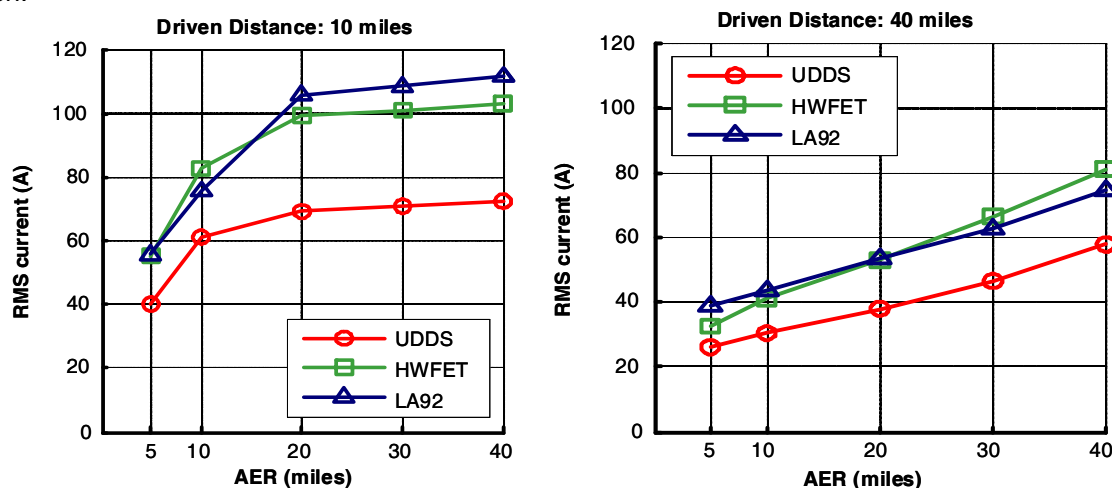 Driven Distance: 10 miles
120
100
80
60
40
20
0
RMS current (A)
UDDS
HWFET
LA92
5 10 20 30 40
AER (miles)
Driven Distance: 40 miles
120
100
80
60
40
20
0
RMS current (A)
UDDS
HWFET
LA92
5 10 20 30 40
AER (miles)